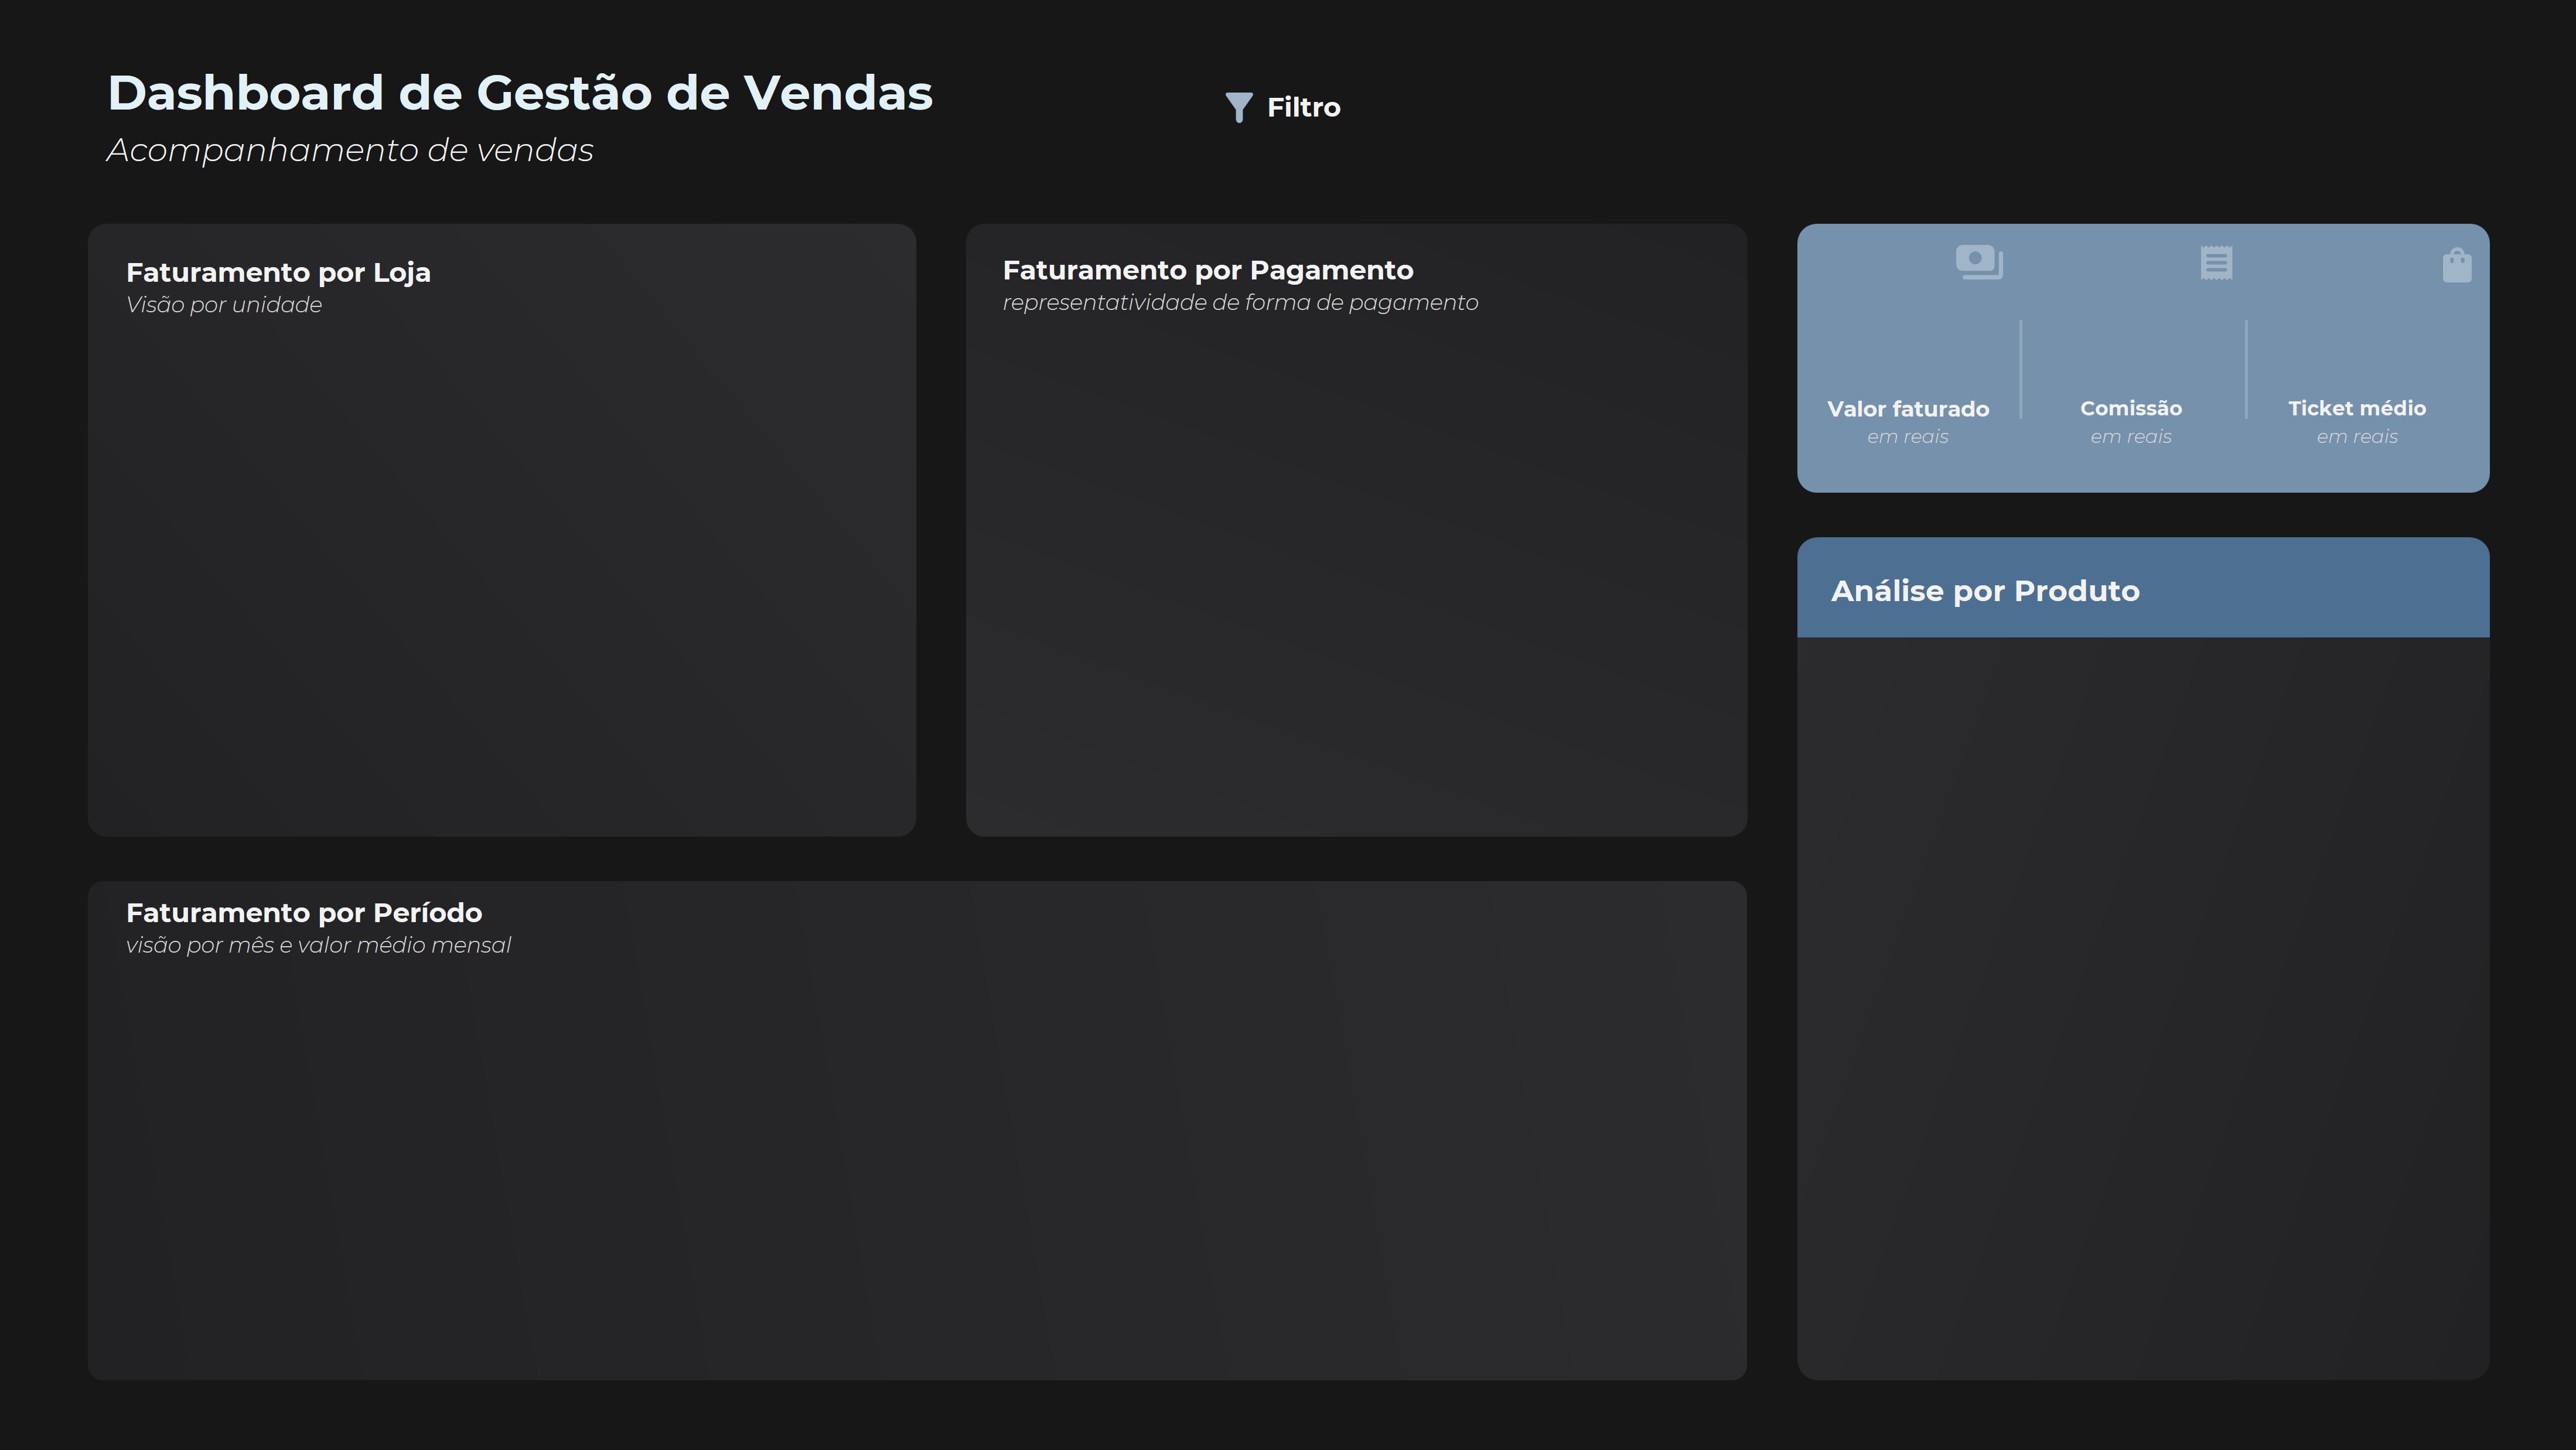 Dashboard de Gestão de Vendas
Acompanhamento de vendas
Filtro
Faturamento por Loja
Visão por unidade
Faturamento por Pagamento
representatividade de forma de pagamento
Valor faturado
em reais
Comissão
em reais
Ticket médio
em reais
Análise por Produto
Faturamento por Período
visão por mês e valor médio mensal